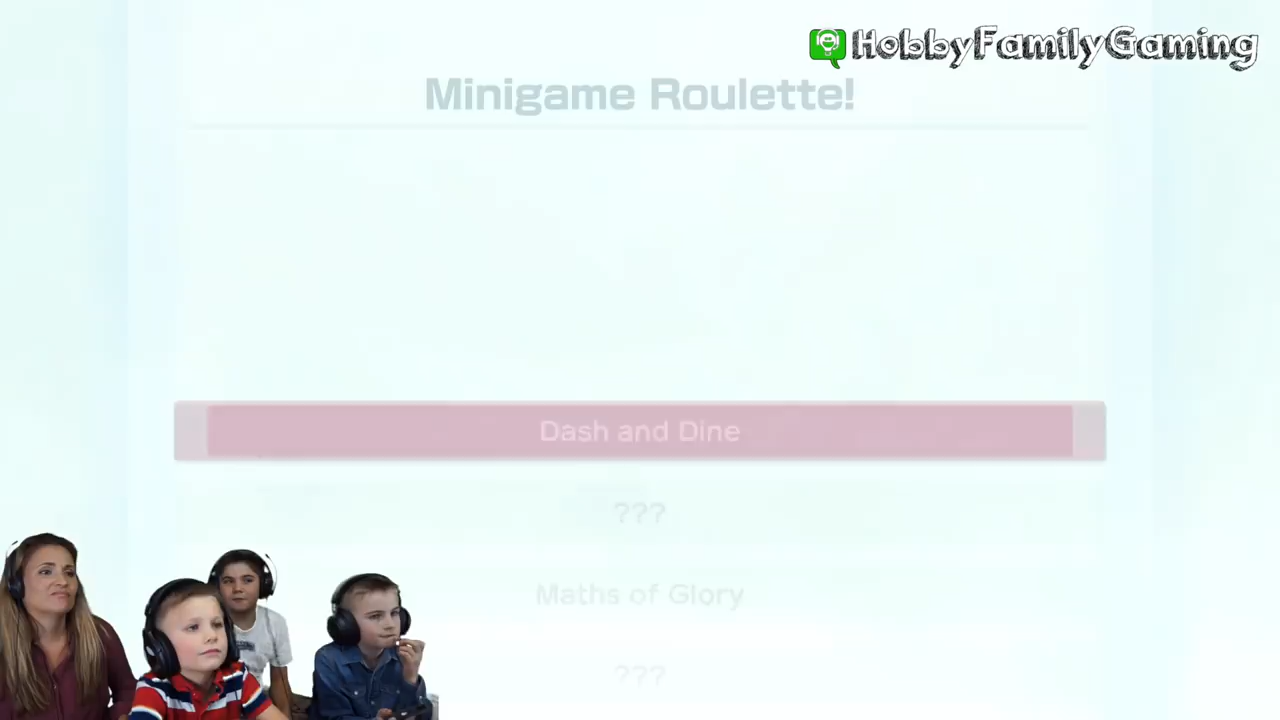 HobbyFamilyGaming
Minigame Roulette!
Dash and Dine
???
Maths of Glory
???